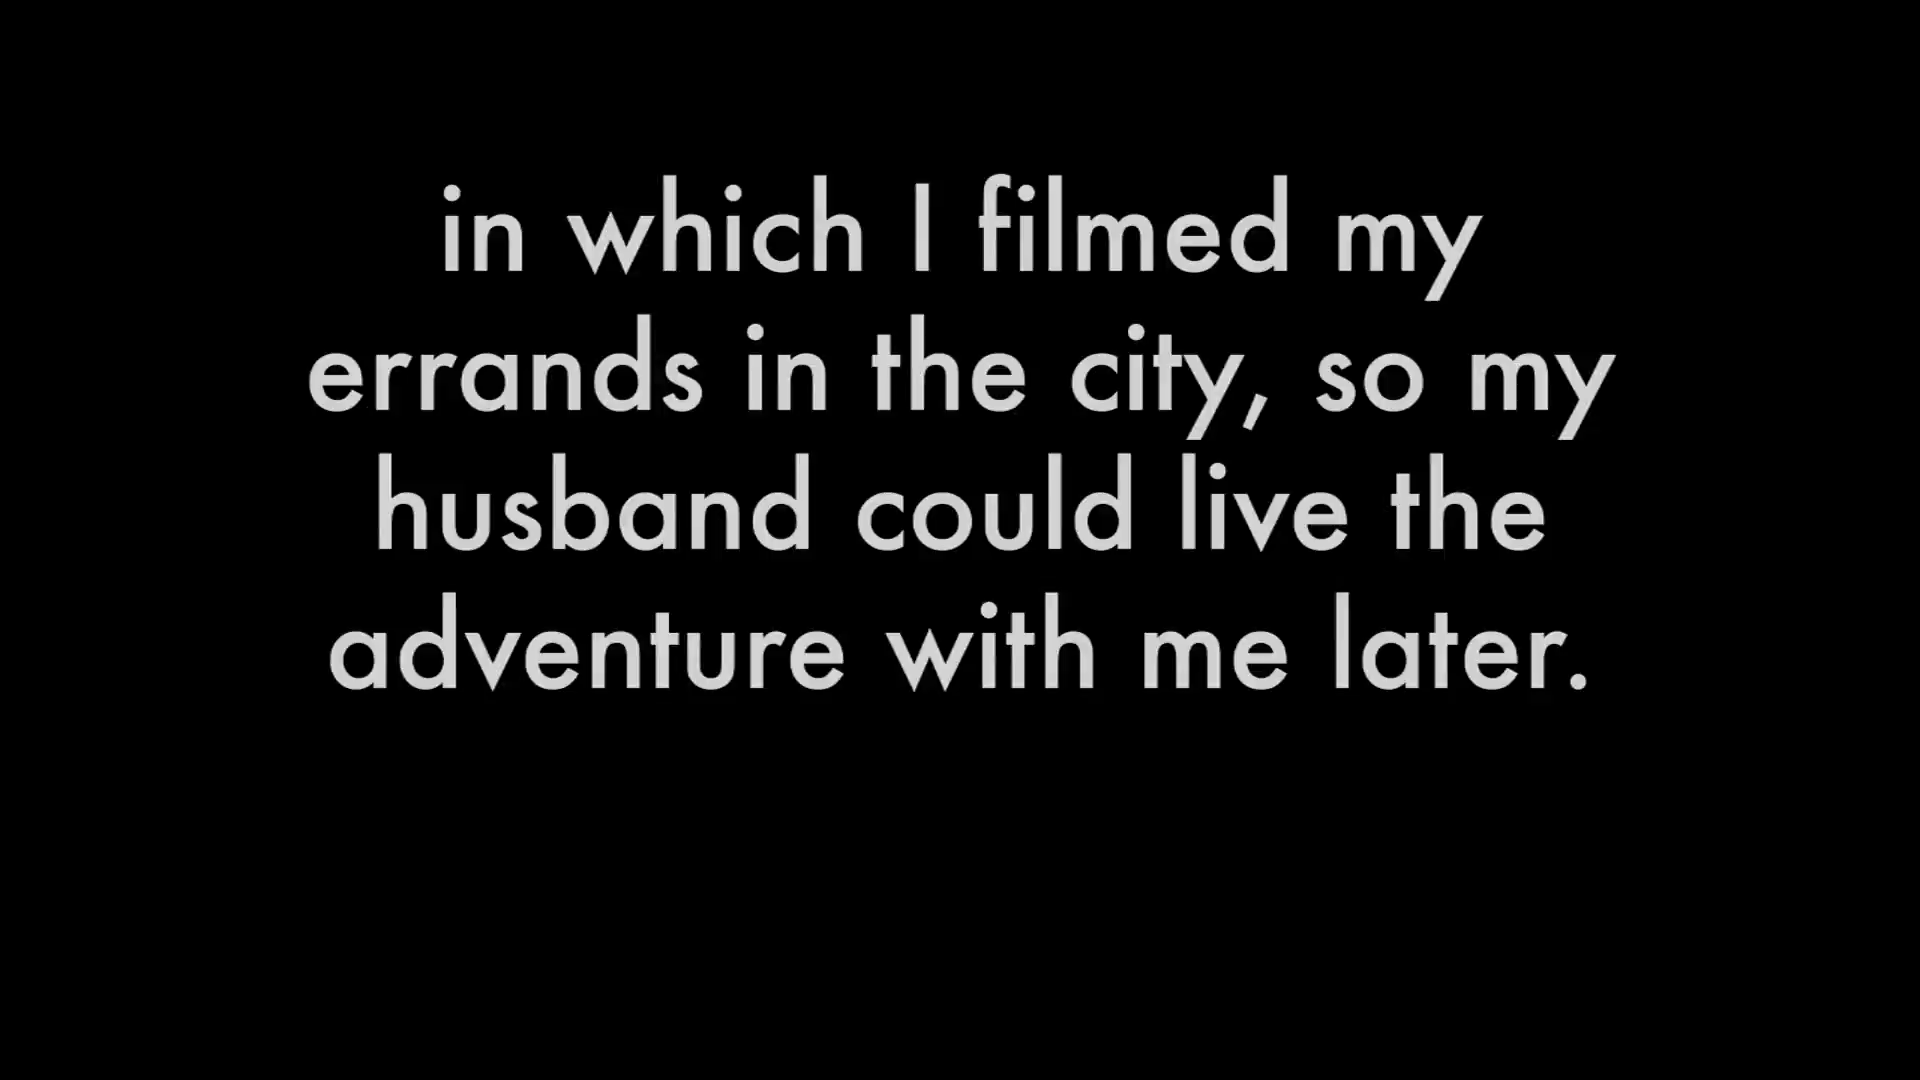 in which I filmed my
errands in the city, so my
husband could live the
adventure with me later.